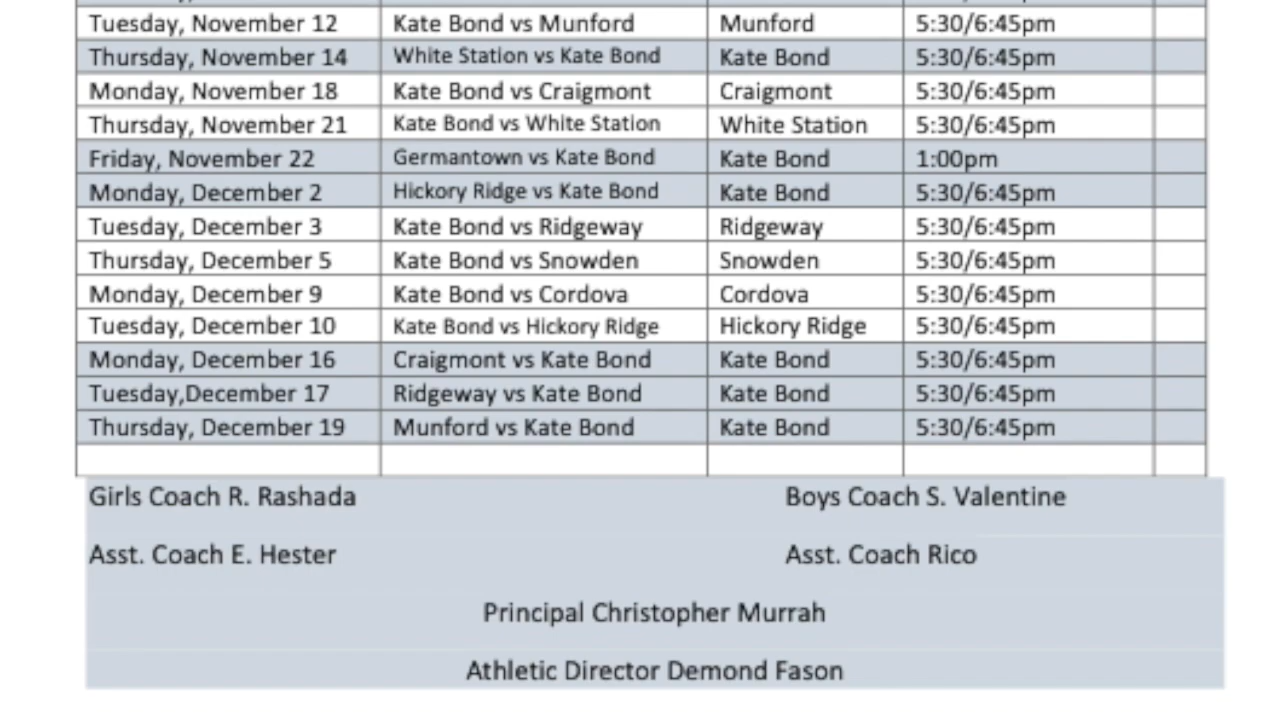 Tuesday, November 12 Kate Bond vs Munford Munford 5:30/6:45pm
Thursday, November 14 White Station vs Kate Bond Kate Bond 5:30/6:45pm
Monday, November 18 Kate Bond vs Craigmont Craigmont 5:30/6:45pm
Thursday, November 21 Kate Bond vs White Station White Station 5:30/6:45pm
Friday, November 22 Germantown vs Kate Bond Kate Bond 1:00pm
Monday, December 2 Hickory Ridge vs Kate Bond Kate Bond 5:30/6:45pm
Tuesday, December 3 Kate Bond vs Ridgeway Ridgeway 5:30/6:45pm
Thursday, December 5 Kate Bond vs Snowden Snowden 5:30/6:45pm
Monday, December 9 Kate Bond vs Cordova Cordova 5:30/6:45pm
Tuesday, December 10 Kate Bond vs Hickory Ridge Hickory Ridge 5:30/6:45pm
Monday, December 16 Craigmont vs Kate Bond Kate Bond 5:30/6:45pm
Tuesday,December 17 Ridgeway vs Kate Bond Kate Bond 5:30/6:45pm
Thursday, December 19 Munford vs Kate Bond Kate Bond 5:30/6:45pm
Girls Coach R. Rashada Boys Coach S. Valentine
Asst. Coach E. Hester Asst. Coach Rico
Principal Christopher Murrah
Athletic Director Demond Fason